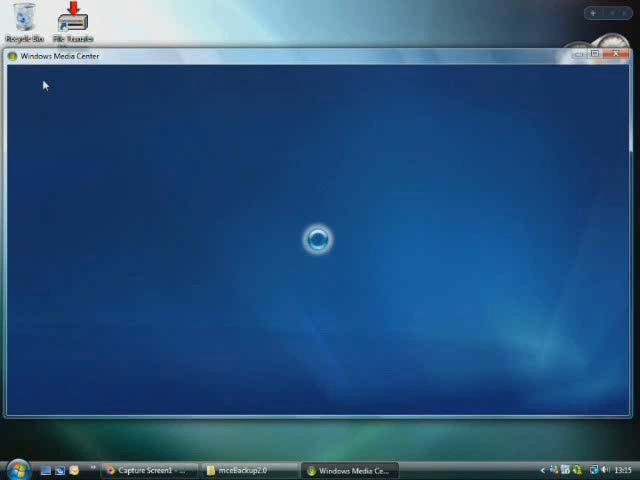 Recycle Bin
File Transfer
Windows Media Center
Capture Screen1 - ...
mceBackup2.0
Windows Media Ce...
13:15